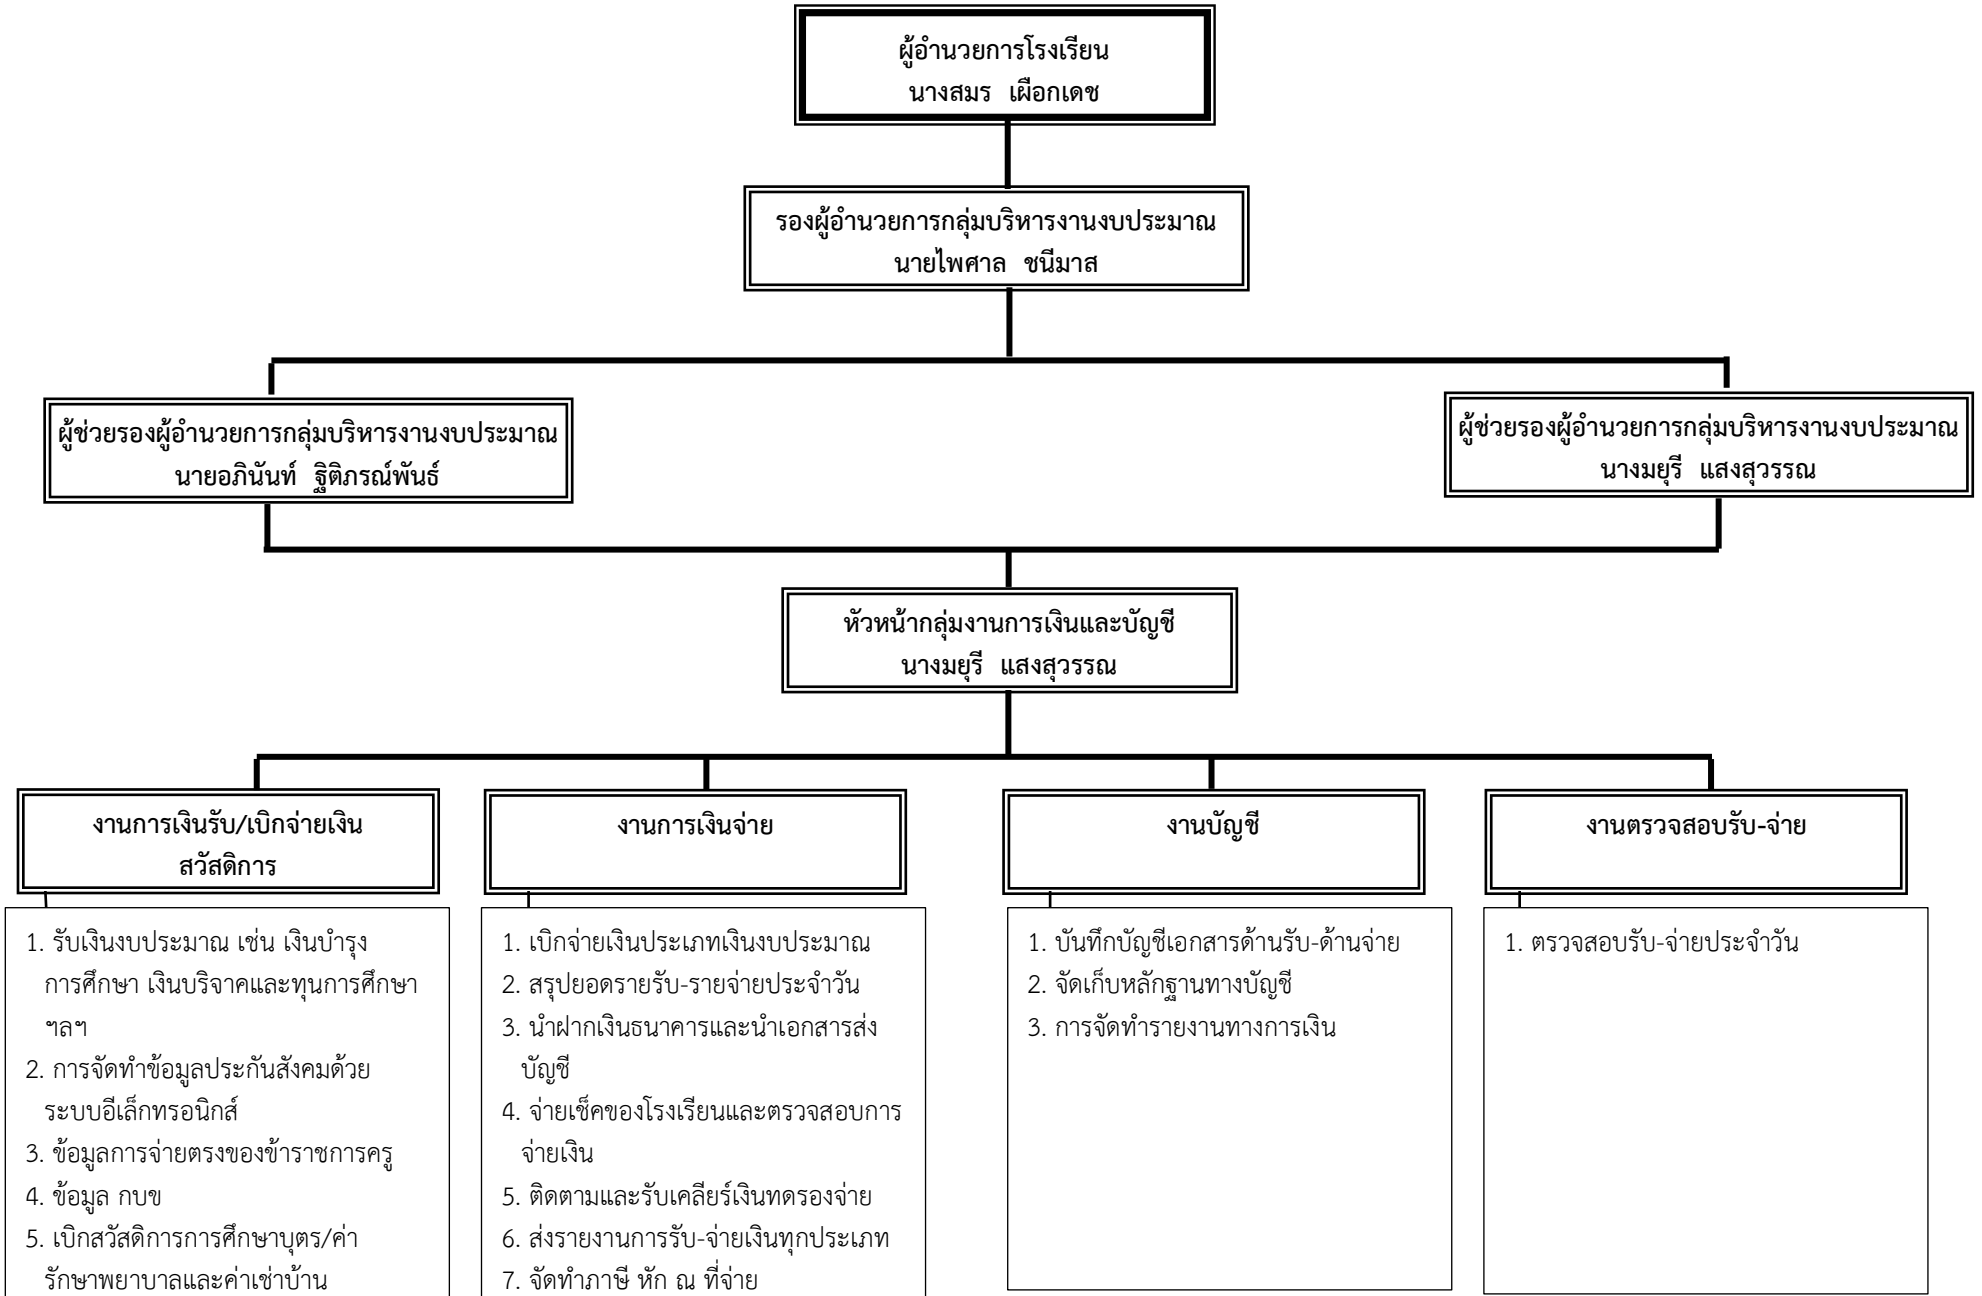 ผู้อำนวยการโรงเรียน
นางสมร เผือกเดช
รองผู้อำนวยการกลุ่มบริหารงานงบประมาณ
นายไพศาล ชนีมาส
ผู้ช่วยรองผู้อำนวยการกลุ่มบริหารงานงบประมาณ
นายอภินันท์ ฐิติภรณ์พันธ์
ผู้ช่วยรองผู้อำนวยการกลุ่มบริหารงานงบประมาณ
นางมยุรี แสงสุวรรณ
หัวหน้ากลุ่มงานการเงินและบัญชี
นางมยุรี แสงสุวรรณ
งานการเงินรับ/เบิกจ่ายเงิน
สวัสดิการ
1. รับเงินงบประมาณ เช่น เงินบำรุง
การศึกษา เงินบริจาคและทุนการศึกษา
ฯลฯ
2. การจัดทำข้อมูลประกันสังคมด้วย
ระบบอีเล็กทรอนิกส์
3. ข้อมูลการจ่ายตรงของข้าราชการครู
4. ข้อมูล กบข
5. เบิกสวัสดิการการศึกษาบุตร/ค่า
รักษาพยาบาลและค่าเช่าบ้าน
งานการเงินจ่าย
1. เบิกจ่ายเงินประเภทเงินงบประมาณ
2. สรุปยอดรายรับ-รายจ่ายประจำวัน
3. นำฝากเงินธนาคารและนำเอกสารส่ง
บัญชี
4. จ่ายเช็คของโรงเรียนและตรวจสอบการ
จ่ายเงิน
5. ติดตามและรับเคลียร์เงินทดรองจ่าย
6. ส่งรายงานการรับ-จ่ายเงินทุกประเภท
7. จัดทำภาษี หัก ณ ที่จ่าย
งานบัญชี
1. บันทึกบัญชีเอกสารด้านรับ-ด้านจ่าย
2. จัดเก็บหลักฐานทางบัญชี
3. การจัดทำรายงานทางการเงิน
งานตรวจสอบรับ-จ่าย
1. ตรวจสอบรับ-จ่ายประจำวัน